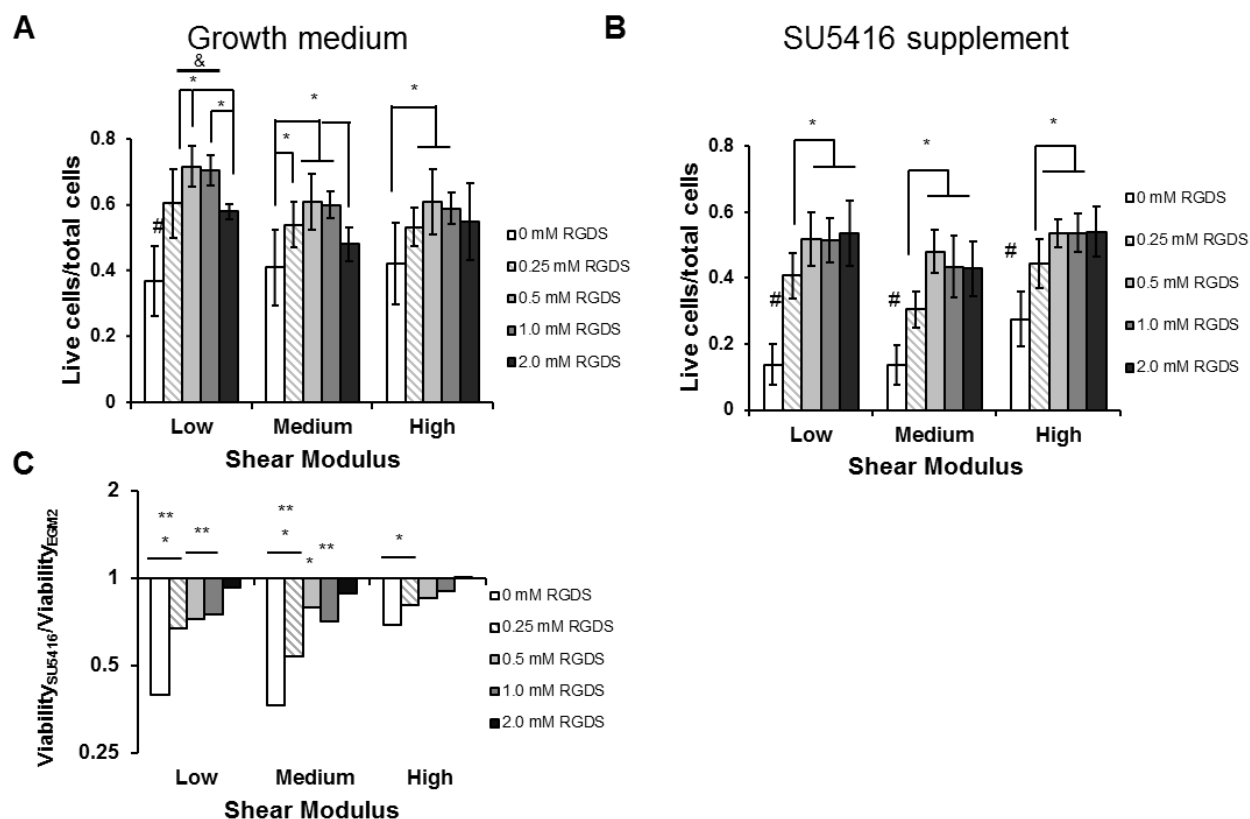 A
Growth medium
&
*
*
*
*
*
#
0.8
0.6
0.4
0.2
0
Live cells/total cells
Low Medium High
Shear Modulus
0 mM RGDS
0.25 mM RGDS
0.5 mM RGDS
1.0 mM RGDS
2.0 mM RGDS
B
SU5416 supplement
*
*
*
#
#
#
0.8
0.6
0.4
0.2
0
Live cells/total cells
Low Medium High
Shear Modulus
0 mM RGDS
0.25 mM RGDS
0.5 mM RGDS
1.0 mM RGDS
2.0 mM RGDS
C
2
1
0.5
0.25
Viability SU5416/Viability EGM2
**
*
**
**
*
**
*
*
Low Medium High
Shear Modulus
0 mM RGDS
0.25 mM RGDS
0.5 mM RGDS
1.0 mM RGDS
2.0 mM RGDS